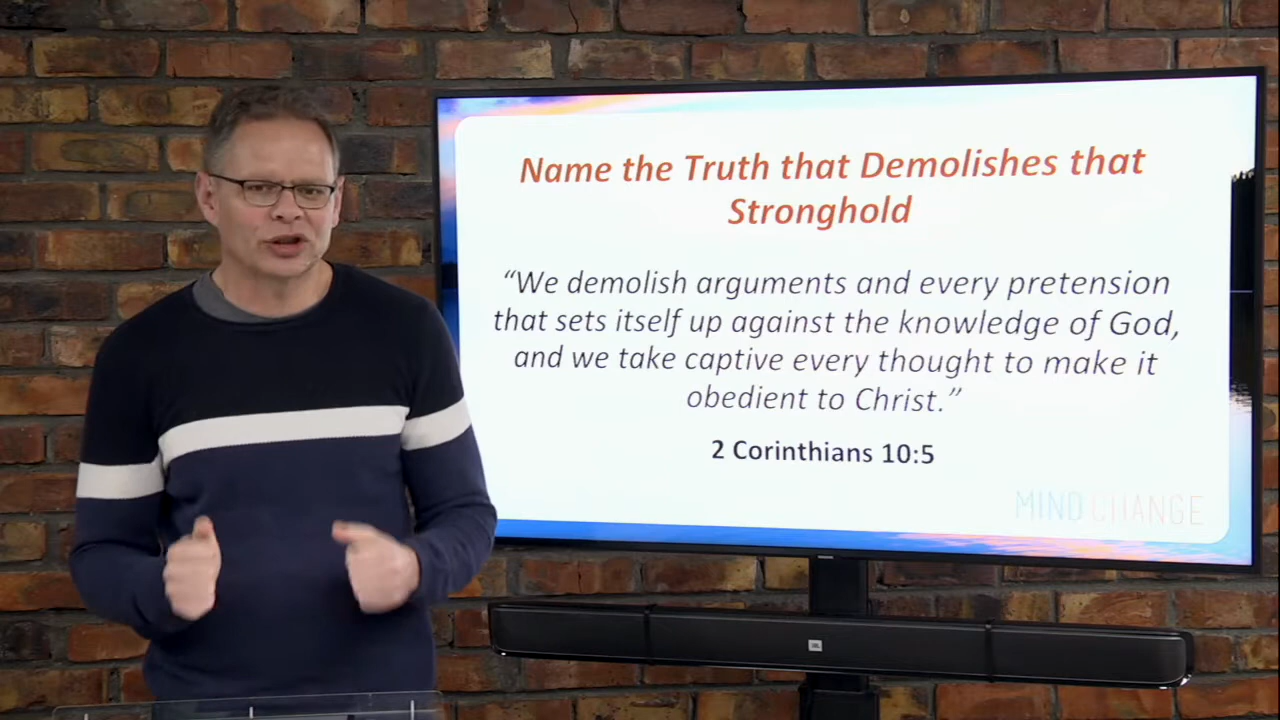 Name the Truth that Demolishes that
Stronghold
“We demolish arguments and every pretension
that sets itself up against the knowledge of God,
and we take captive every thought to make it
obedient to Christ.”
2 Corinthians 10:5
MIND CHANGE
JBL